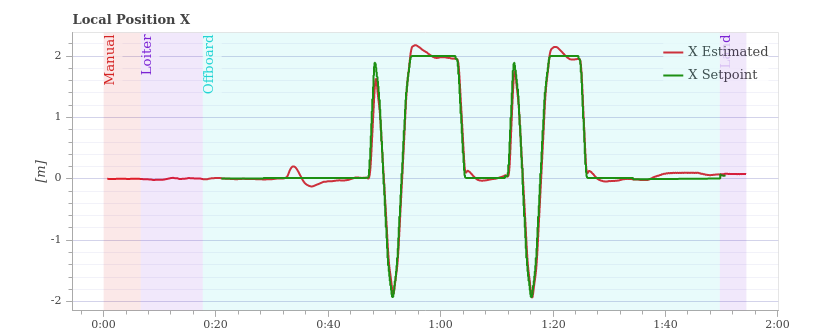 Local Position X
Manual
Loiter
Offboard
X Estimated
X Setpoint
[m]
2
1
0
-1
-2
0:00
0:20
0:40
1:00
1:20
1:40
2:00